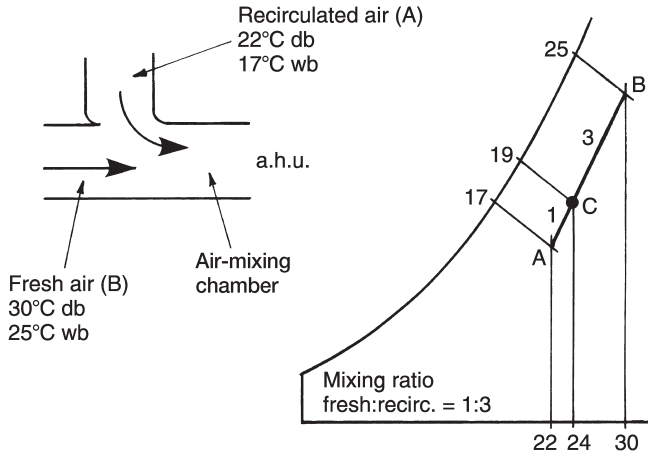 Recirculated air (A)
22°C db
17°C wb
a.h.u.
Air-mixing
chamber
Fresh air (B)
30°C db
25°C wb
25
B
3
19
17
1
C
A
Mixing ratio
fresh:recirc. = 1:3
22 24 30